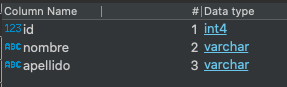 Column Name # Data type
123 id 1 int4
ABC nombre 2 varchar
ABC apellido 3 varchar